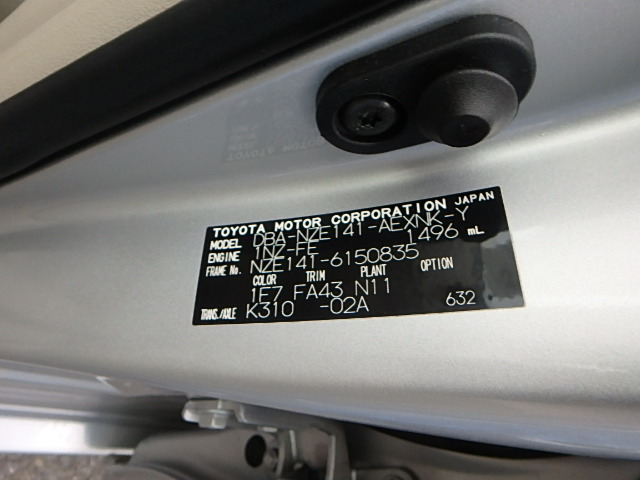 TOYOTA MOTOR CORPORATION JAPAN
MODEL DBA-NZE141-AEXNK-Y
ENGINE 1NZ-FE 1496 mL
FRAME No. NZE141-6150835
COLOR TRIM PLANT OPTION
1F7 FA43 N11
TRANS./AXLE K310 -02A 632